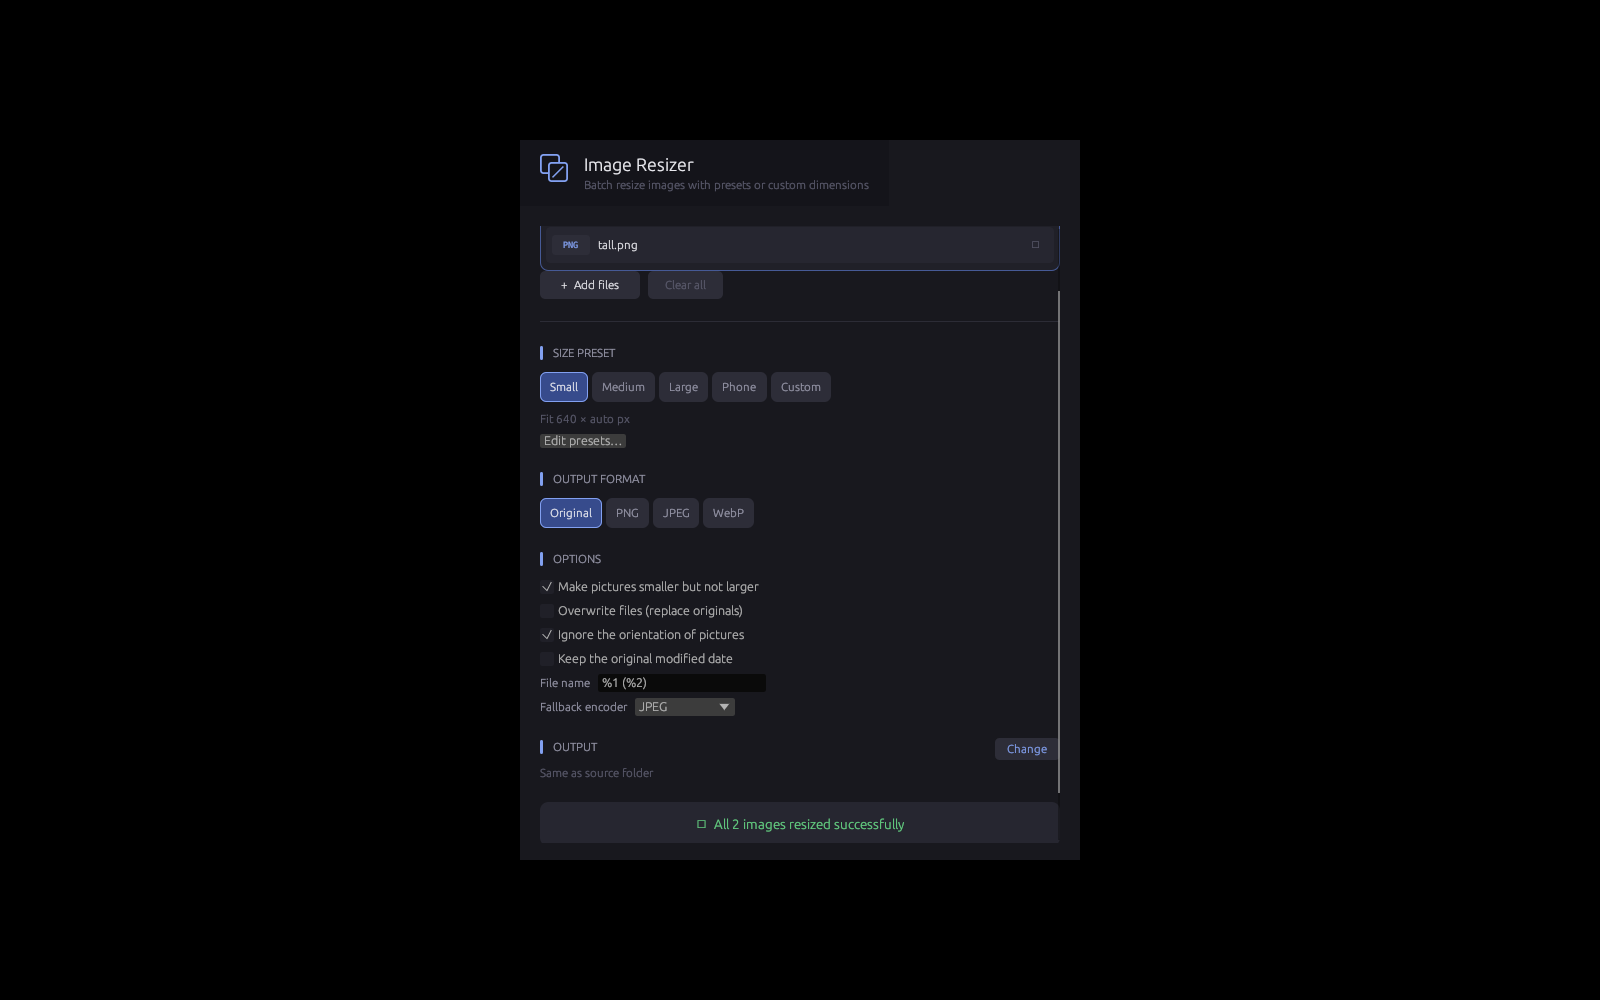 Image Resizer
Batch resize images with presets or custom dimensions
PNG tall.png
+ Add files Clear all
SIZE PRESET
Small Medium Large Phone Custom
Fit 640 × auto px
Edit presets...
OUTPUT FORMAT
Original PNG JPEG WebP
OPTIONS
Make pictures smaller but not larger
Overwrite files (replace originals)
Ignore the orientation of pictures
Keep the original modified date
File name %1 (%2)
Fallback encoder JPEG
OUTPUT Change
Same as source folder
All 2 images resized successfully